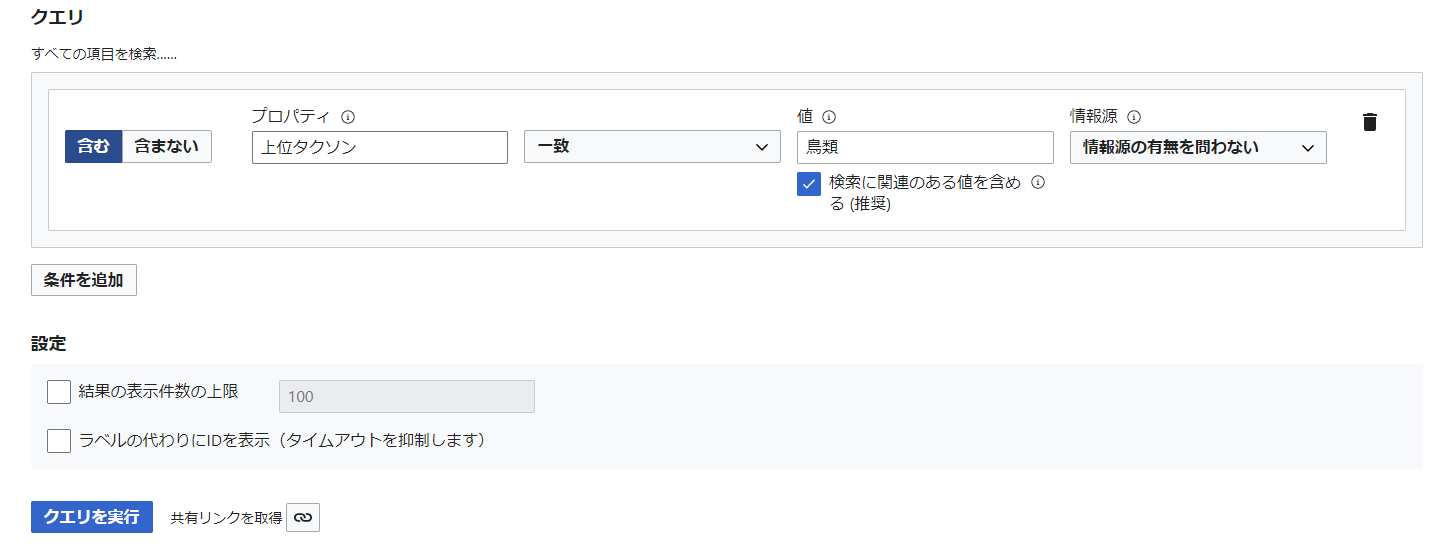 クエリ
すべての項目を検索......
含む 含まない
プロパティ
上位タクソン
一致
値
鳥類
検索に関連のある値を含め
る (推奨)
情報源
情報源の有無を問わない
条件を追加
設定
結果の表示件数の上限
100
ラベルの代わりにIDを表示（タイムアウトを抑制します）
クエリを実行
共有リンクを取得